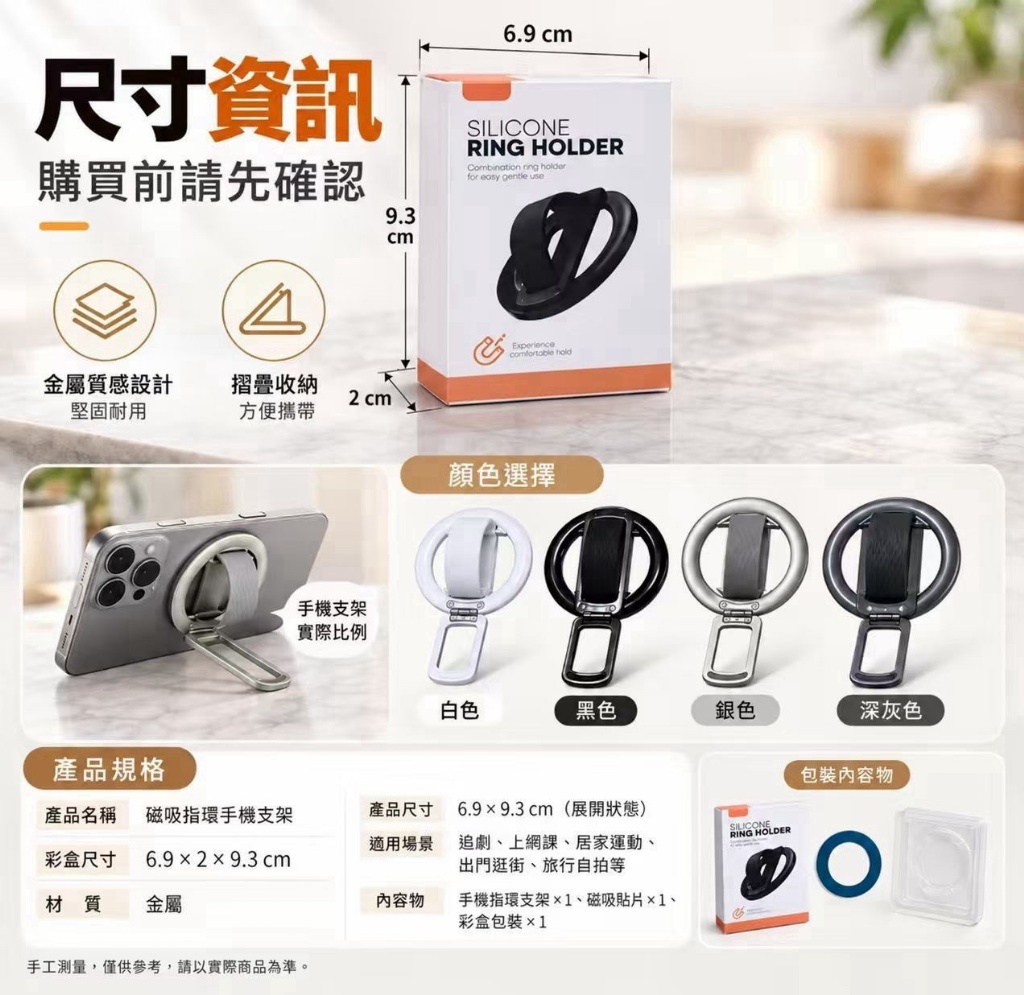 尺寸資訊
購買前請先確認
6.9 cm
9.3
cm
2 cm
SILICONE
RING HOLDER
Combination ring holder
for easy gentle use
Experience
comfortable hold
金屬質感設計
堅固耐用
摺疊收納
方便攜帶
手機支架
實際比例
顏色選擇
白色
黑色
銀色
深灰色
產品規格
產品名稱 磁吸指環手機支架
彩盒尺寸 6.9 × 2 × 9.3 cm
材 質 金屬
產品尺寸 6.9 × 9.3 cm（展開狀態）
適用場景 追劇、上網課、居家運動、
出門逛街、旅行自拍等
內容物 手機指環支架×1、磁吸貼片×1、
彩盒包裝×1
包裝內容物
SILICONE
RING HOLDER
手工測量，僅供參考，請以實際商品為準。